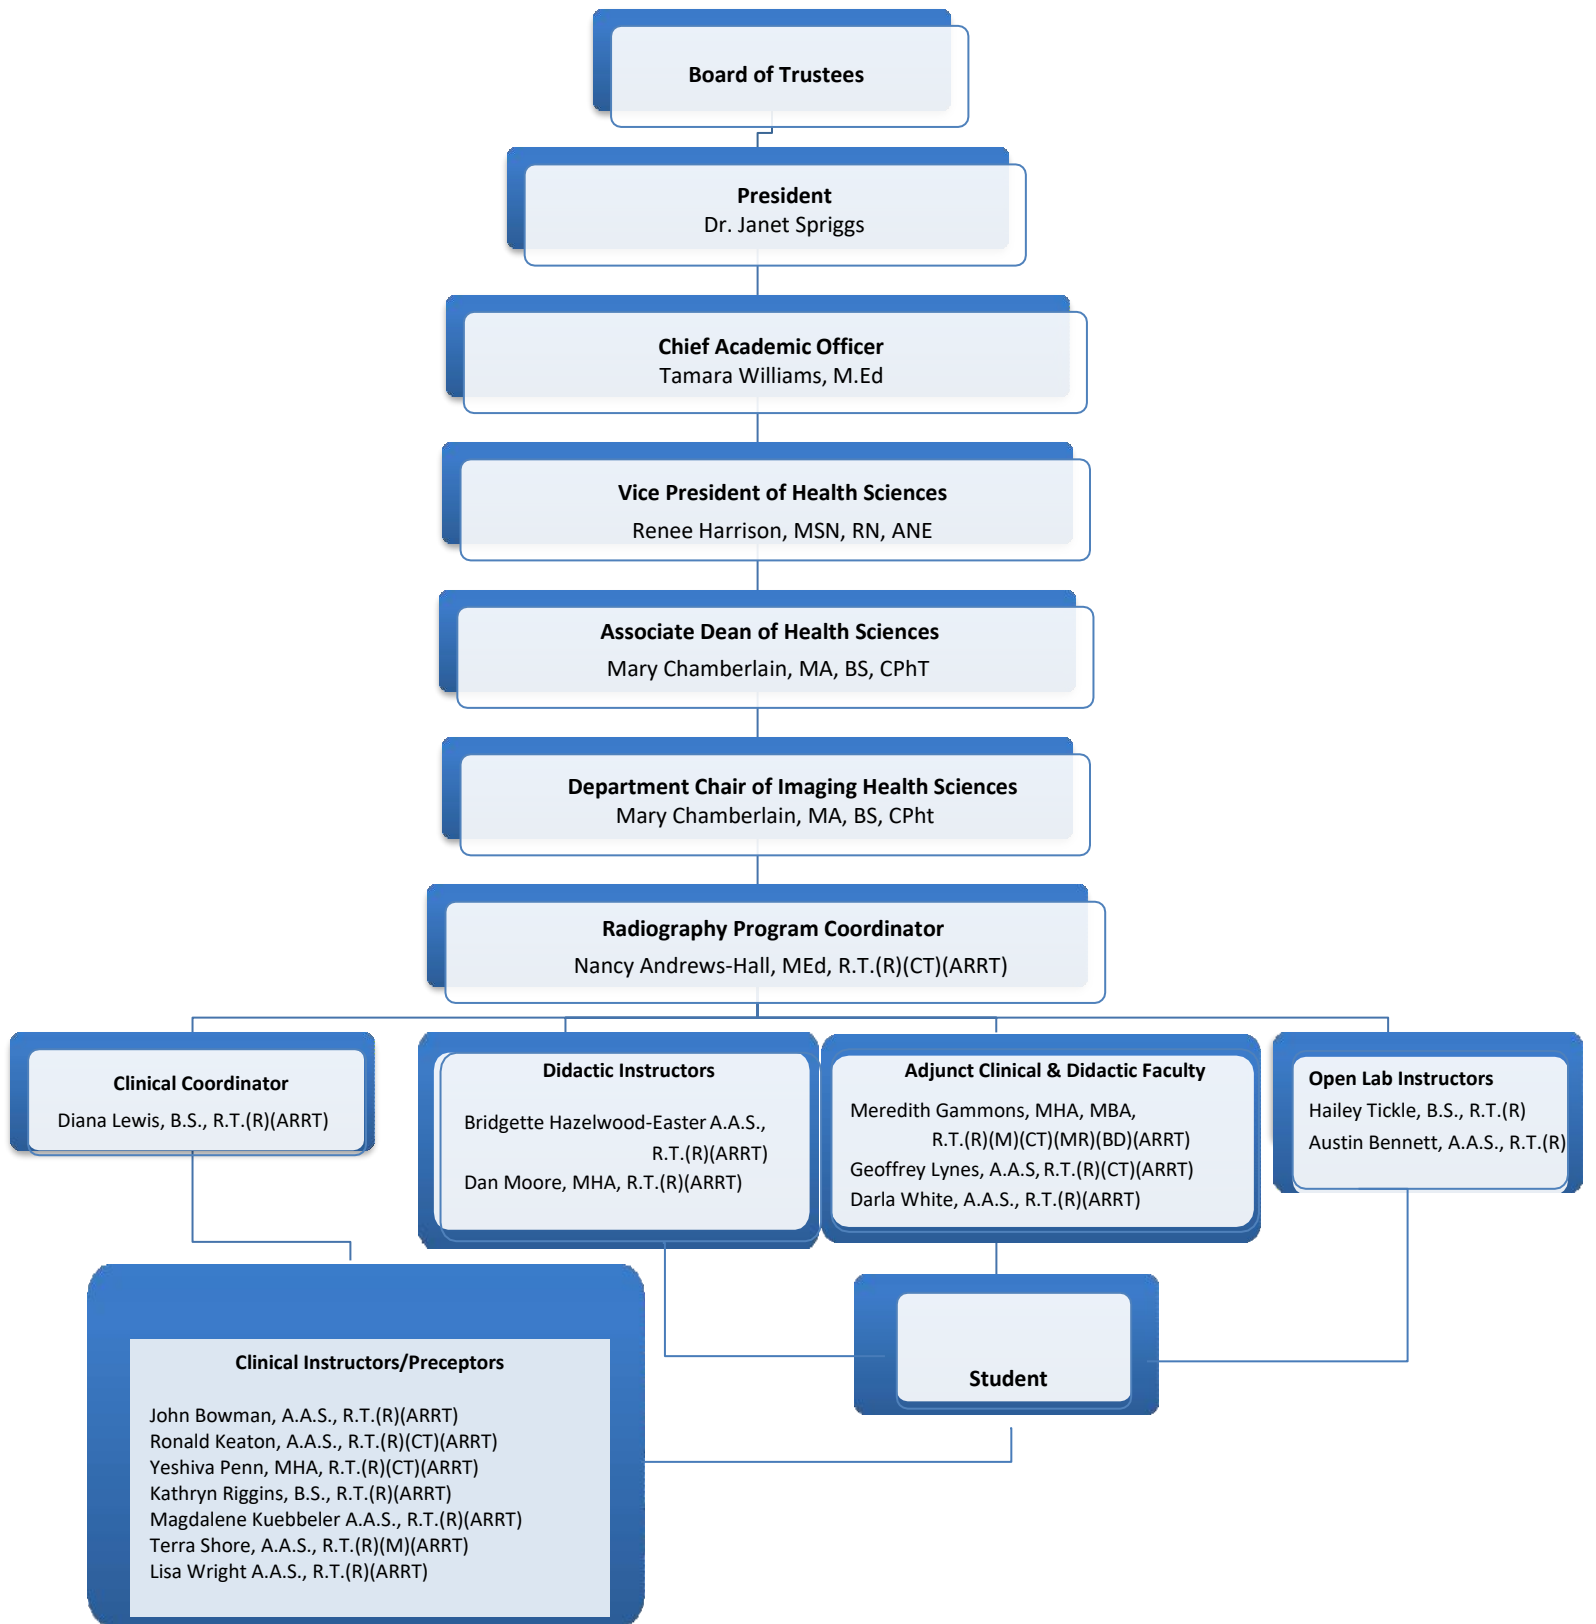 Board of Trustees
President
Dr. Janet Spriggs
Chief Academic Officer
Tamara Williams, M.Ed
Vice President of Health Sciences
Renee Harrison, MSN, RN, ANE
Associate Dean of Health Sciences
Mary Chamberlain, MA, BS, CPhT
Department Chair of Imaging Health Sciences
Mary Chamberlain, MA, BS, CPht
Radiography Program Coordinator
Nancy Andrews-Hall, MEd, R.T.(R)(CT)(ARRT)
Clinical Coordinator
Diana Lewis, B.S., R.T.(R)(ARRT)
Didactic Instructors
Bridgette Hazelwood-Easter A.A.S.,
R.T.(R)(ARRT)
Dan Moore, MHA, R.T.(R)(ARRT)
Adjunct Clinical & Didactic Faculty
Meredith Gammons, MHA, MBA,
R.T.(R)(M)(CT)(MR)(BD)(ARRT)
Geoffrey Lynes, A.A.S, R.T.(R)(CT)(ARRT)
Darla White, A.A.S., R.T.(R)(ARRT)
Open Lab Instructors
Hailey Tickle, B.S., R.T.(R)
Austin Bennett, A.A.S., R.T.(R)
Clinical Instructors/Preceptors
John Bowman, A.A.S., R.T.(R)(ARRT)
Ronald Keaton, A.A.S., R.T.(R)(CT)(ARRT)
Yeshiva Penn, MHA, R.T.(R)(CT)(ARRT)
Kathryn Riggins, B.S., R.T.(R)(ARRT)
Magdalene Kuebbeler A.A.S., R.T.(R)(ARRT)
Terra Shore, A.A.S., R.T.(R)(M)(ARRT)
Lisa Wright A.A.S., R.T.(R)(ARRT)
Student